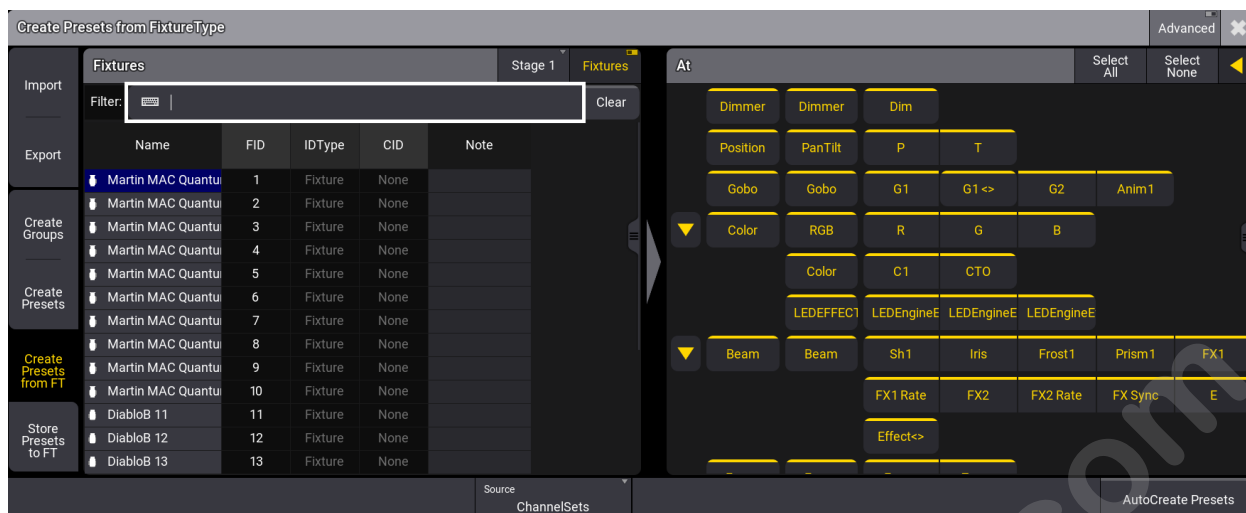 Create Presets from FixtureType
Advanced
Import
Export
Create
Groups
Create
Presets
Create
Presets
from FT
Store
Presets
to FT
Fixtures
Stage 1
Fixtures
Filter:
Clear
Name FID IDType CID Note
Martin MAC Quantu 1 Fixture None
Martin MAC Quantu 2 Fixture None
Martin MAC Quantu 3 Fixture None
Martin MAC Quantu 4 Fixture None
Martin MAC Quantu 5 Fixture None
Martin MAC Quantu 6 Fixture None
Martin MAC Quantu 7 Fixture None
Martin MAC Quantu 8 Fixture None
Martin MAC Quantu 9 Fixture None
Martin MAC Quantu 10 Fixture None
DiabloB 11 11 Fixture None
DiabloB 12 12 Fixture None
DiabloB 13 13 Fixture None
At
Select
All
Select
None
Dimmer Dimmer Dim
Position PanTilt P T
Gobo Gobo G1 G1 <> G2 Anim1
Color RGB R G B
Color C1 CTO
LEDEFFECT LEDEngineE LEDEngineE LEDEngineE
Beam Beam Sh1 Iris Frost1 Prism1 FX1
FX1 Rate FX2 FX2 Rate FX Sync E
Effect<>
Source
ChannelSets
AutoCreate Presets
com